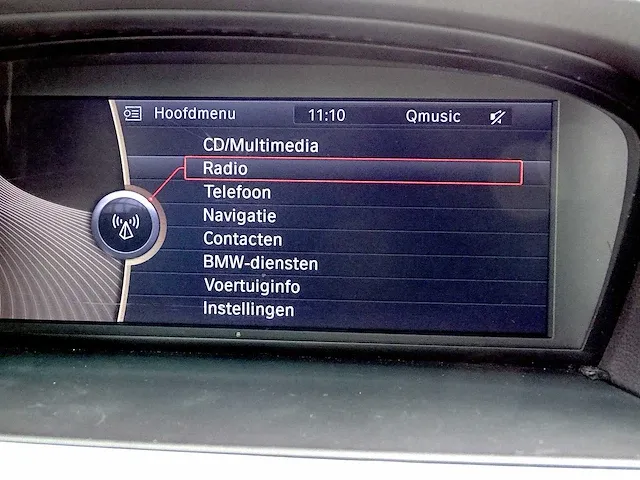 Hoofdmenu 11:10 Qmusic
CD/Multimedia
Radio
Telefoon
Navigatie
Contacten
BMW-diensten
Voertuiginfo
Instellingen